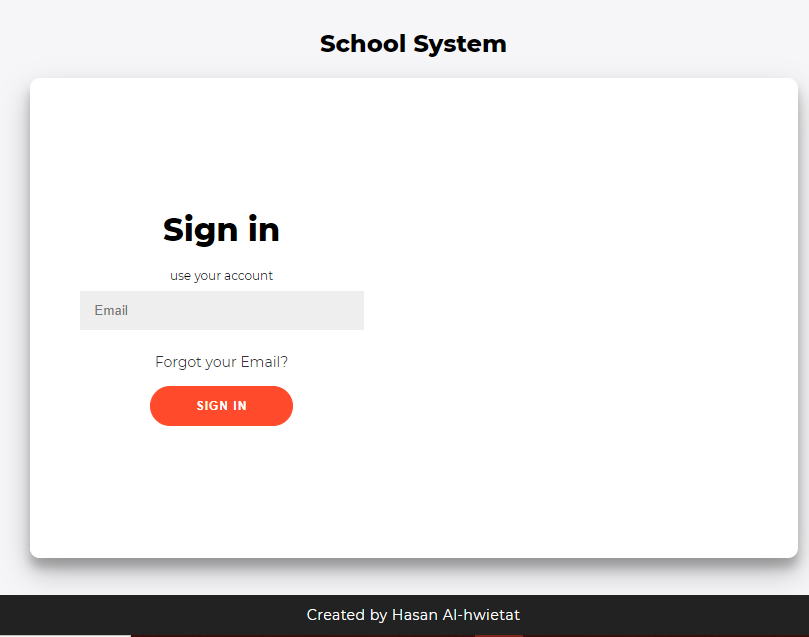 School System
Sign in
use your account
Email
Forgot your Email?
SIGN IN
Created by Hasan Al-hwietat